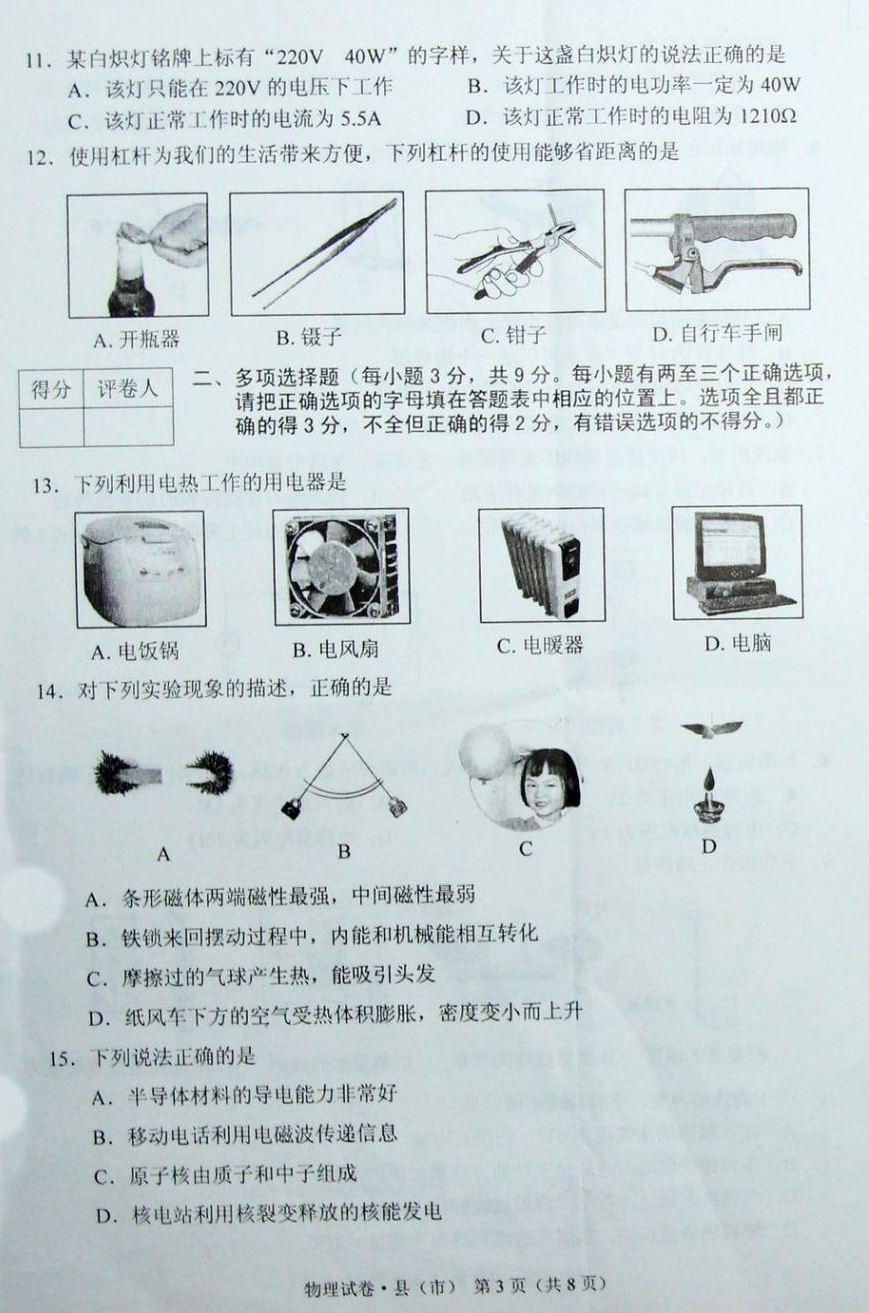 11．某白炽灯铭牌上标有“220V 40W”的字样，关于这盏白炽灯的说法正确的是
A．该灯只能在 220V 的电压下工作 B．该灯工作时的电功率一定为 40W
C．该灯正常工作时的电流为 5.5A D．该灯正常工作时的电阻为 1210Ω
12．使用杠杆为我们的生活带来方便，下列杠杆的使用能够省距离的是
A. 开瓶器 B. 镊子 C. 钳子 D. 自行车手闸
得分 评卷人
二、多项选择题（每小题 3 分，共 9 分。每小题有两至三个正确选项，
请把正确选项的字母填在答题表中相应的位置上。选项全且都正
确的得 3 分，不全但正确的得 2 分，有错误选项的不得分。）
13．下列利用电热工作的用电器是
A. 电饭锅 B. 电风扇 C. 电暖器 D. 电脑
14．对下列实验现象的描述，正确的是
A B C D
A．条形磁体两端磁性最强，中间磁性最弱
B．铁锁来回摆动过程中，内能和机械能相互转化
C．摩擦过的气球产生热，能吸引头发
D．纸风车下方的空气受热体积膨胀，密度变小而上升
15．下列说法正确的是
A．半导体材料的导电能力非常好
B．移动电话利用电磁波传递信息
C．原子核由质子和中子组成
D．核电站利用核裂变释放的核能发电
物理试卷·县（市） 第 3 页（共 8 页）